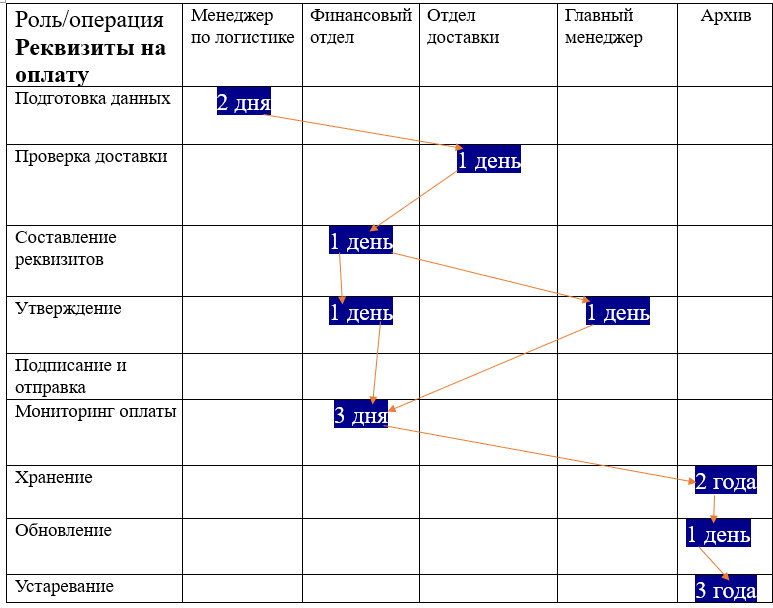 Роль/операция
Реквизиты на
оплату
Менеджер
по логистике
Финансовый
отдел
Отдел
доставки
Главный
менеджер
Архив
Подготовка данных
2 дня
Проверка доставки
1 день
Составление
реквизитов
1 день
Утверждение
1 день
1 день
Подписание и
отправка
Мониторинг оплаты
3 дня
Хранение
2 года
Обновление
1 день
Устаревание
3 года